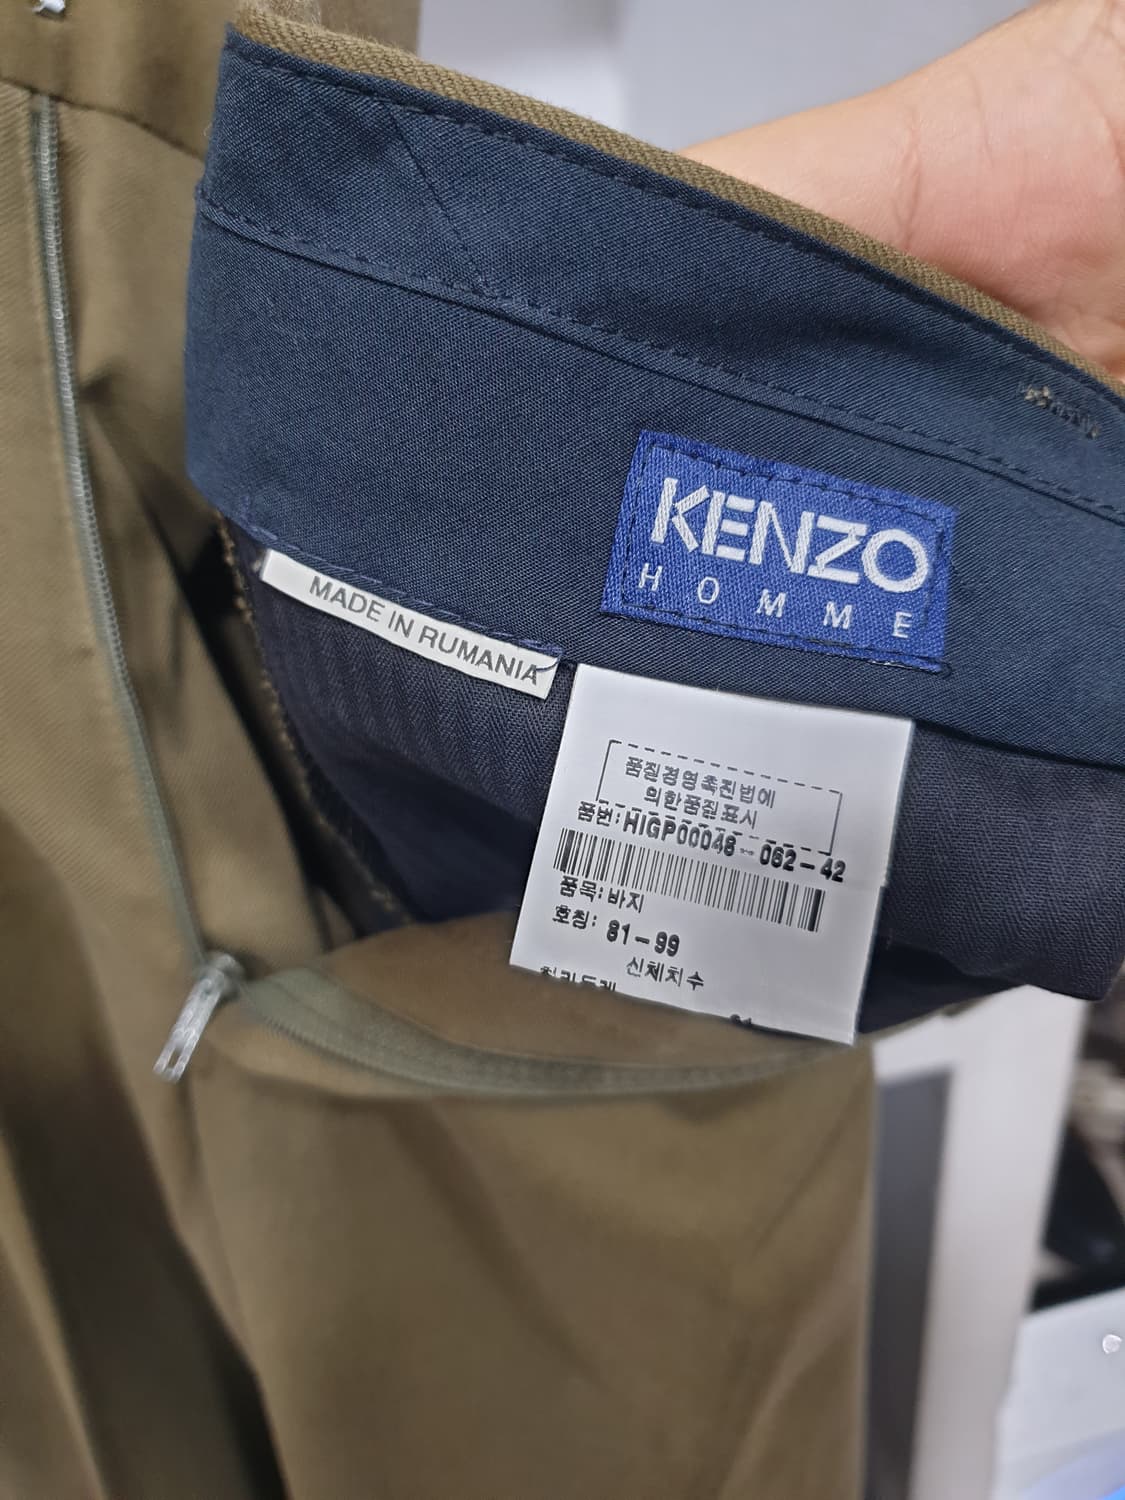 KENZO
HOMME
MADE IN RUMANIA
품질경영촉진법에
의한품질표시
품번:HIGP00048--062-42
품목:바지
호칭: 81-99
신체치수